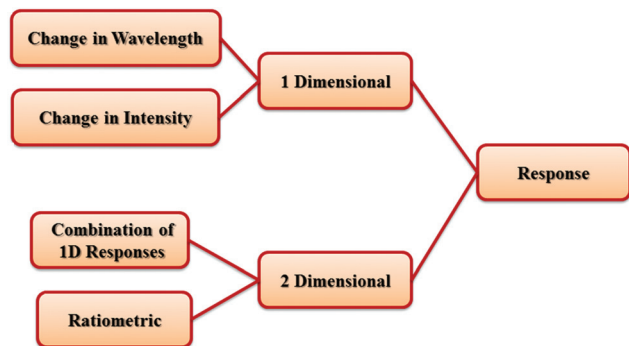 Change in Wavelength
Change in Intensity
1 Dimensional
Response
Combination of
1D Responses
Ratiometric
2 Dimensional